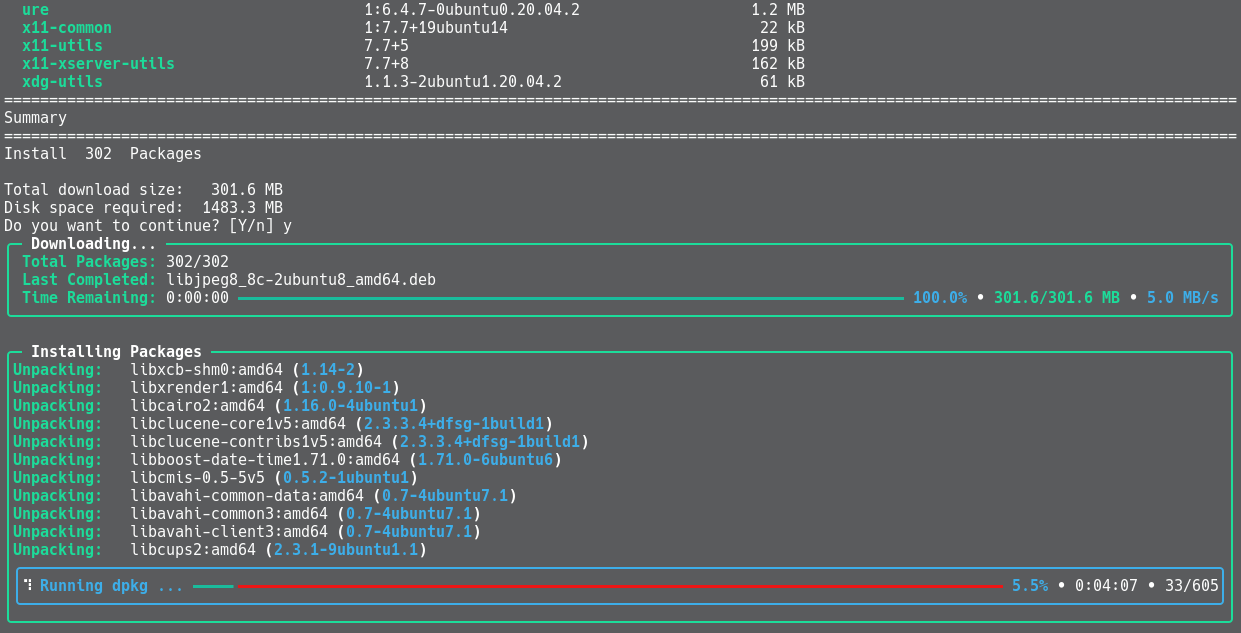 ure 1:6.4.7-0ubuntu0.20.04.2 1.2 MB
x11-common 1:7.7+19ubuntu14 22 kB
x11-utils 7.7+5 199 kB
x11-xserver-utils 7.7+8 162 kB
xdg-utils 1.1.3-2ubuntu1.20.04.2 61 kB
=========================================================================================================================================
Summary
=========================================================================================================================================
Install 302 Packages
Total download size: 301.6 MB
Disk space required: 1483.3 MB
Do you want to continue? [Y/n] y
Downloading...
Total Packages: 302/302
Last Completed: libjpeg8_8c-2ubuntu8_amd64.deb
Time Remaining: 0:00:00 100.0% • 301.6/301.6 MB • 5.0 MB/s
Installing Packages
Unpacking: libxcb-shm0:amd64 (1.14-2)
Unpacking: libxrender1:amd64 (1:0.9.10-1)
Unpacking: libcairo2:amd64 (1.16.0-4ubuntu1)
Unpacking: libclucene-core1v5:amd64 (2.3.3.4+dfsg-1build1)
Unpacking: libclucene-contribs1v5:amd64 (2.3.3.4+dfsg-1build1)
Unpacking: libboost-date-time1.71.0:amd64 (1.71.0-6ubuntu6)
Unpacking: libcmis-0.5-5v5 (0.5.2-1ubuntu1)
Unpacking: libavahi-common-data:amd64 (0.7-4ubuntu7.1)
Unpacking: libavahi-common3:amd64 (0.7-4ubuntu7.1)
Unpacking: libavahi-client3:amd64 (0.7-4ubuntu7.1)
Unpacking: libcups2:amd64 (2.3.1-9ubuntu1.1)
Running dpkg ... 5.5% • 0:04:07 • 33/605